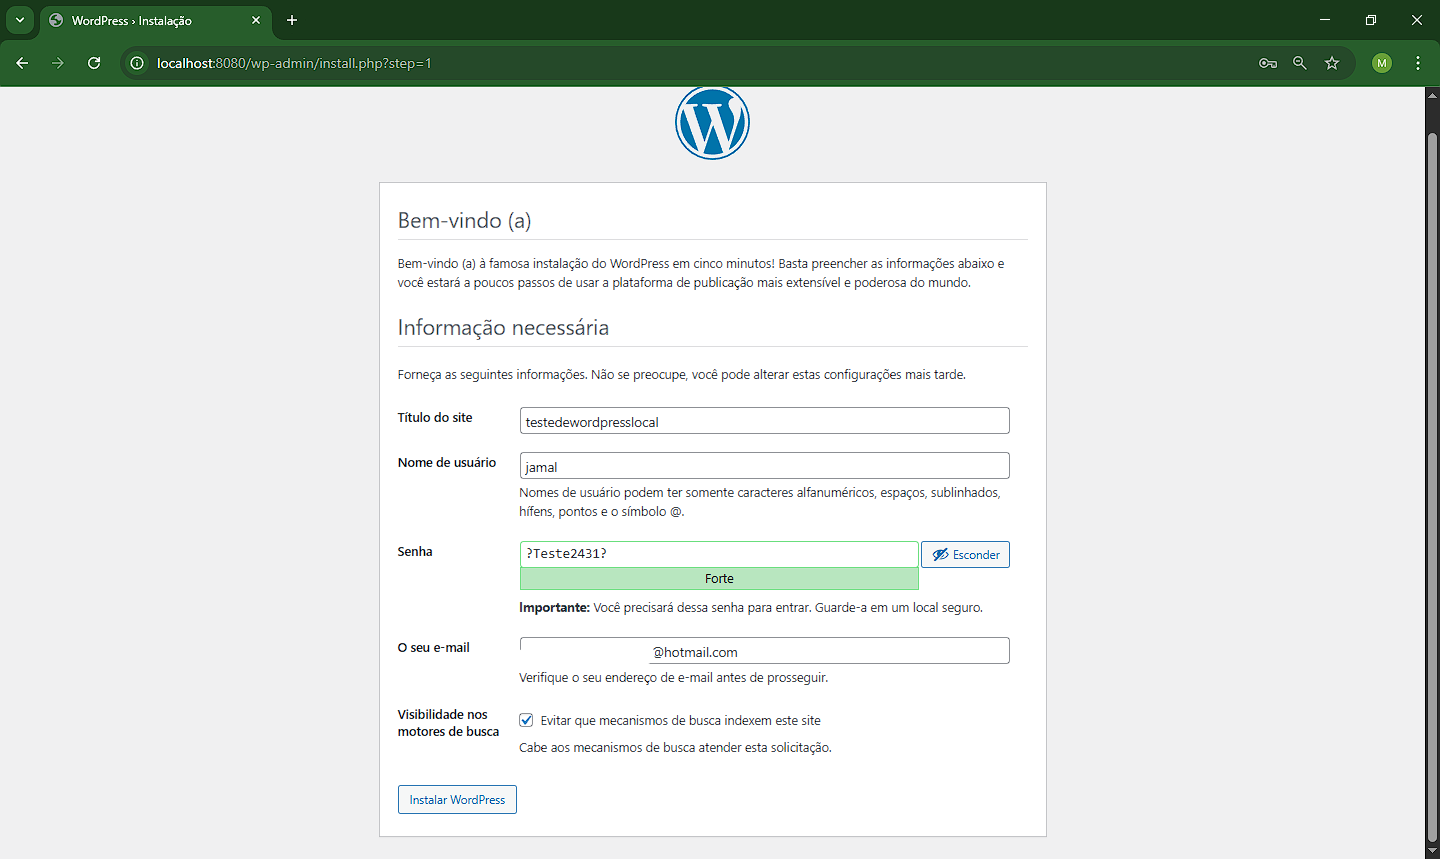 WordPress › Instalação
localhost:8080/wp-admin/install.php?step=1
M
Bem-vindo (a)
Bem-vindo (a) à famosa instalação do WordPress em cinco minutos! Basta preencher as informações abaixo e
você estará a poucos passos de usar a plataforma de publicação mais extensível e poderosa do mundo.
Informação necessária
Forneça as seguintes informações. Não se preocupe, você pode alterar estas configurações mais tarde.
Título do site
testedewordpresslocal
Nome de usuário
jamal
Nomes de usuário podem ter somente caracteres alfanuméricos, espaços, sublinhados,
hífens, pontos e o símbolo @.
Senha
?Teste2431?
Esconder
Forte
Importante: Você precisará dessa senha para entrar. Guarde-a em um local seguro.
O seu e-mail
@hotmail.com
Verifique o seu endereço de e-mail antes de prosseguir.
Visibilidade nos
motores de busca
Evitar que mecanismos de busca indexem este site
Cabe aos mecanismos de busca atender esta solicitação.
Instalar WordPress